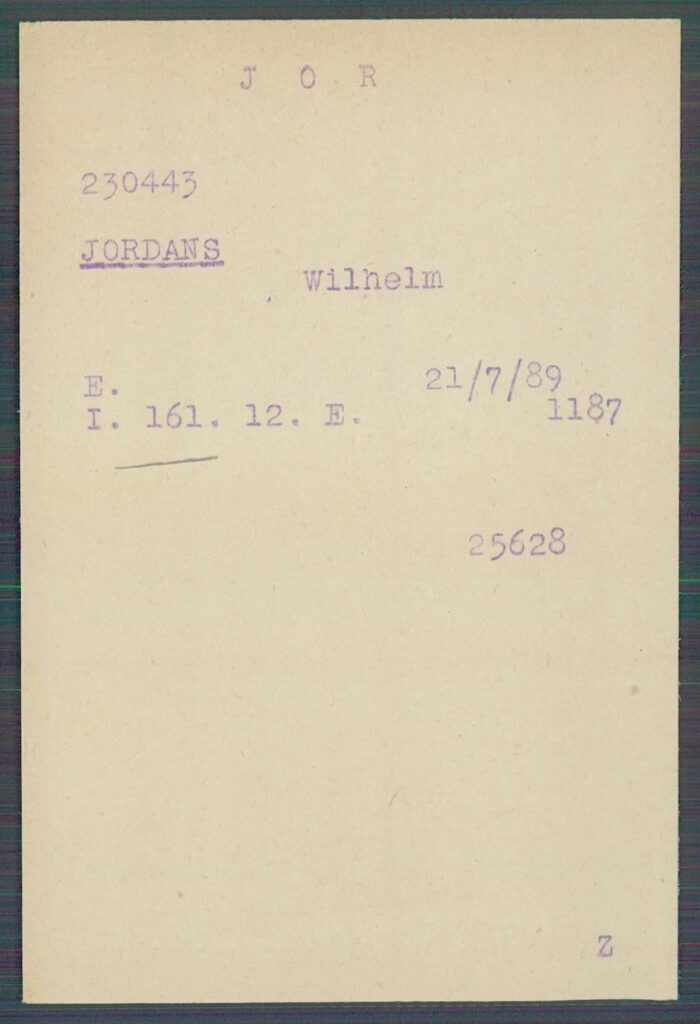 J O R
230443
JORDANS
Wilhelm
E. 21/7/89
I. 161. 12. E. 1187
25628
Z